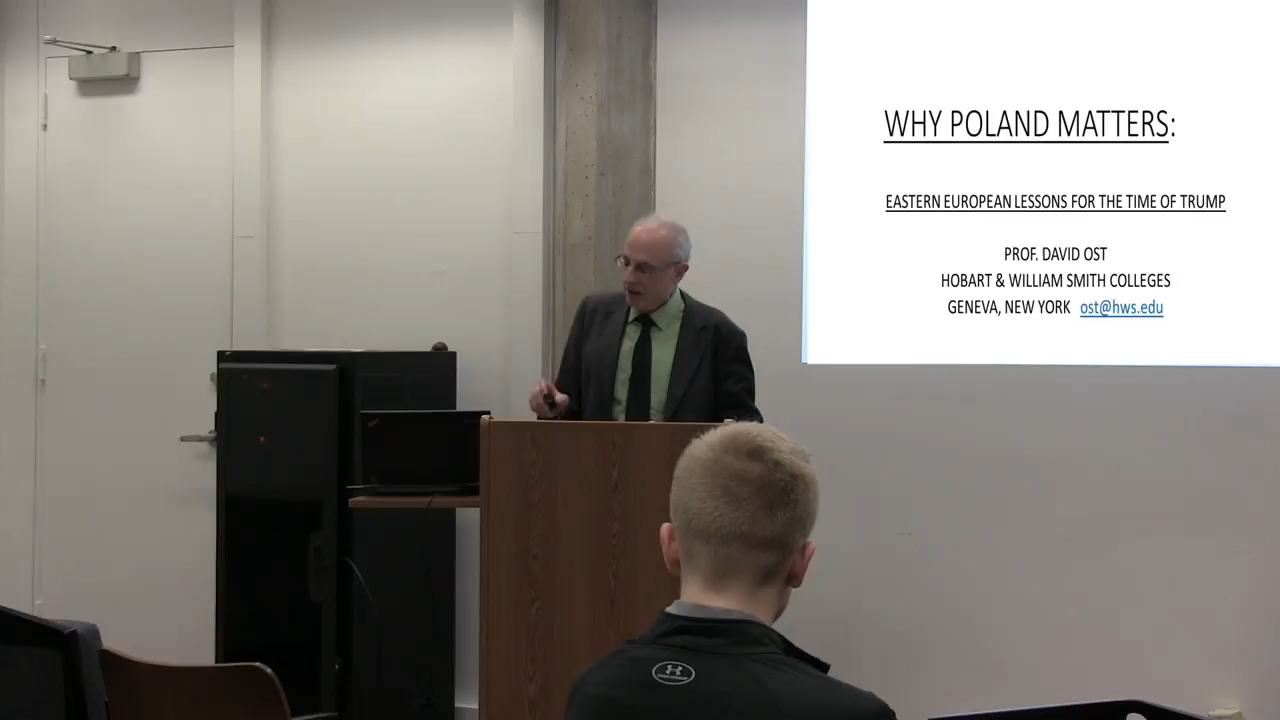 WHY POLAND MATTERS:
EASTERN EUROPEAN LESSONS FOR THE TIME OF TRUMP
PROF. DAVID OST
HOBART & WILLIAM SMITH COLLEGES
GENEVA, NEW YORK ost@hws.edu